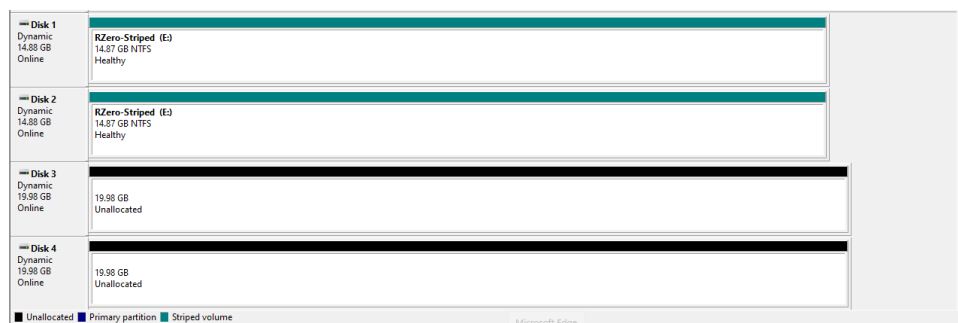 Disk 1
Dynamic
14.88 GB
Online
RZero-Striped (E:)
14.87 GB NTFS
Healthy
Disk 2
Dynamic
14.88 GB
Online
RZero-Striped (E:)
14.87 GB NTFS
Healthy
Disk 3
Dynamic
19.98 GB
Online
19.98 GB
Unallocated
Disk 4
Dynamic
19.98 GB
Online
19.98 GB
Unallocated
Unallocated Primary partition Striped volume
Microsoft Edge